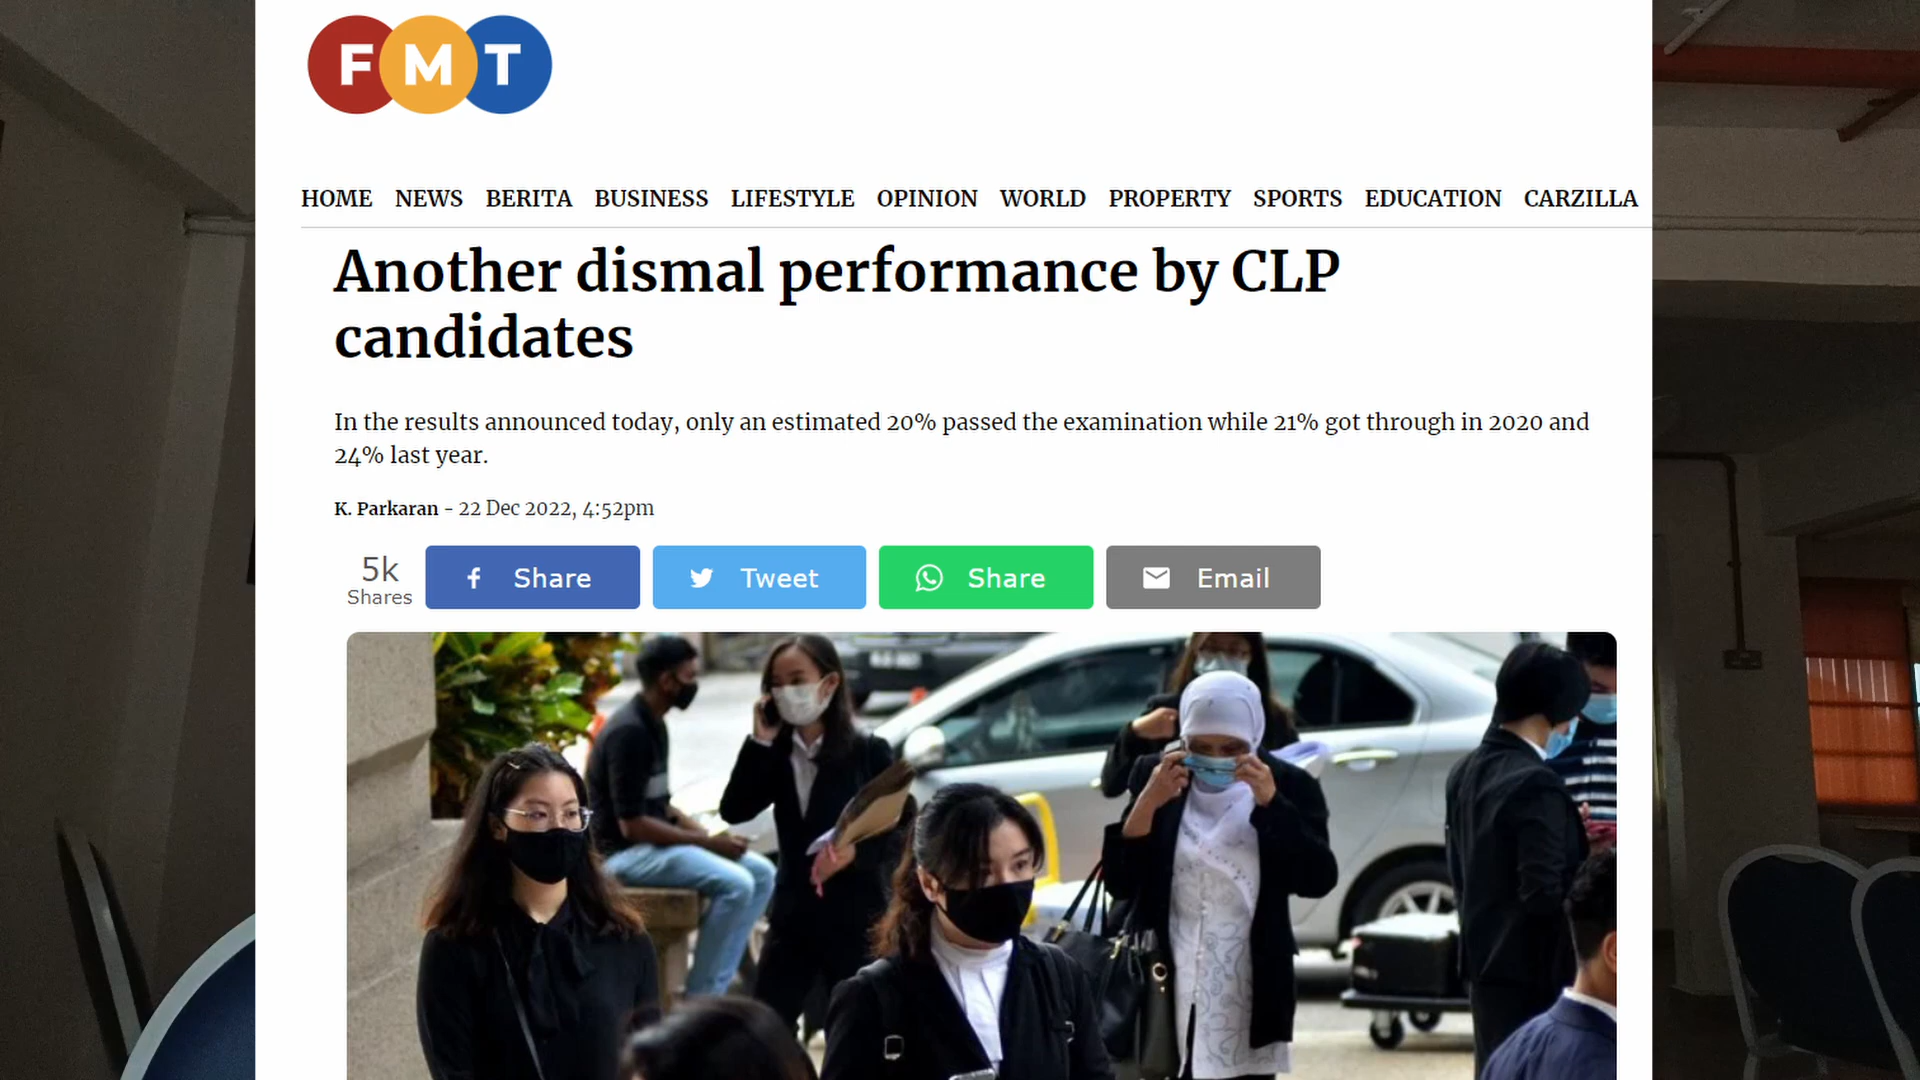 FMT
HOME NEWS BERITA BUSINESS LIFESTYLE OPINION WORLD PROPERTY SPORTS EDUCATION CARZILLA
Another dismal performance by CLP
candidates
In the results announced today, only an estimated 20% passed the examination while 21% got through in 2020 and
24% last year.
K. Parkaran - 22 Dec 2022, 4:52pm
5k
Shares
Share
Tweet
Share
Email